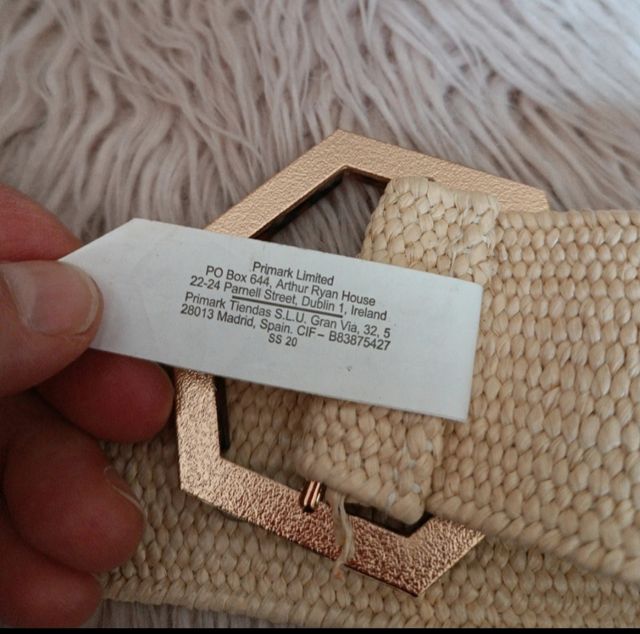 Primark Limited
PO Box 644, Arthur Ryan House
22-24 Parnell Street, Dublin 1, Ireland
Primark Tiendas S.L.U. Gran Via, 32, 5
28013 Madrid, Spain. CIF – B83875427
SS 20